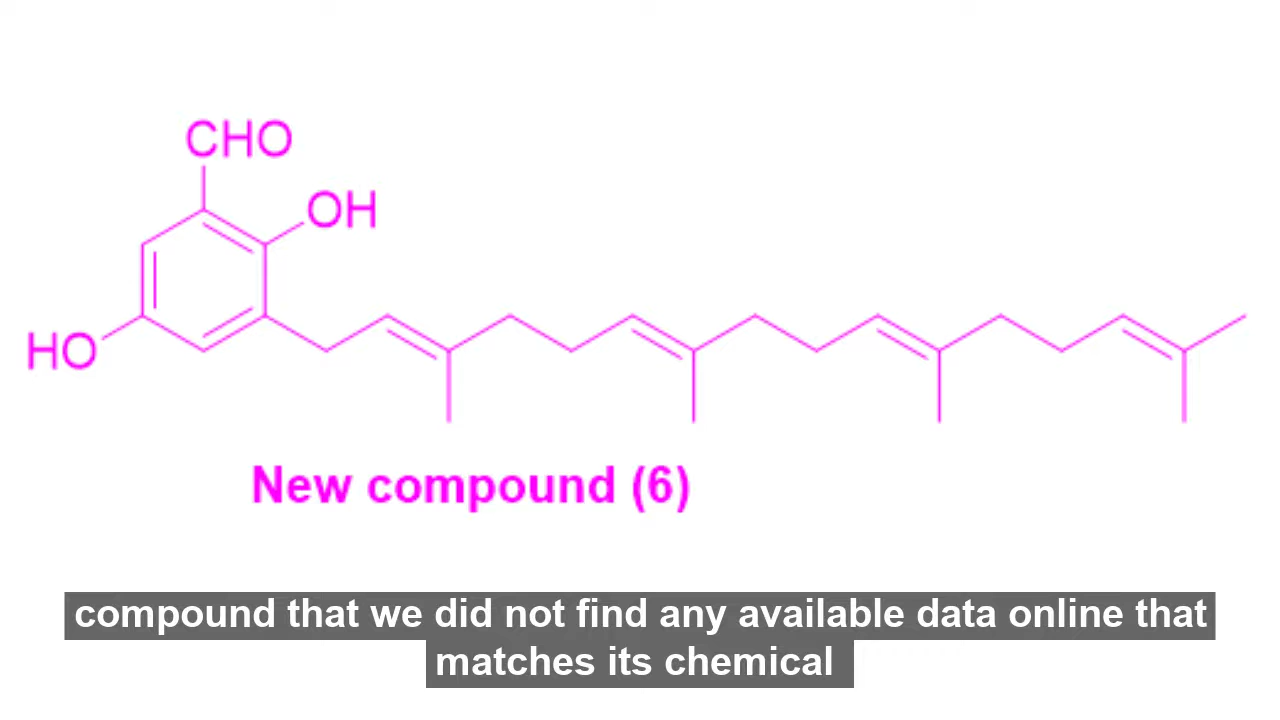 CHO
OH
HO
New compound (6)
compound that we did not find any available data online that
matches its chemical